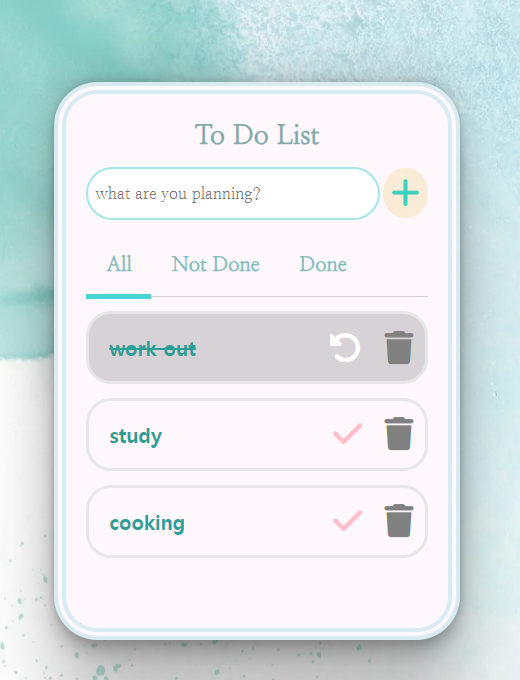 To Do List
what are you planning?
All Not Done Done
work out
study
cooking